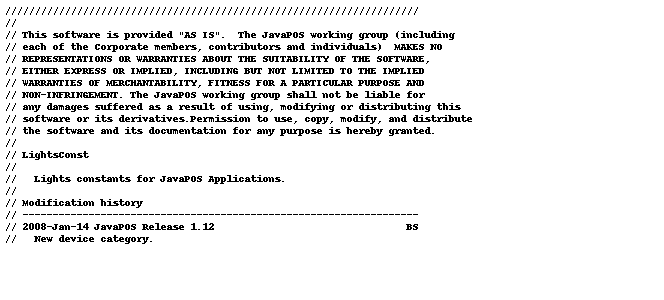 //////////////////////////////////////////////////////////////////////
//
// This software is provided "AS IS".  The JavaPOS working group (including
// each of the Corporate members, contributors and individuals)  MAKES NO
// REPRESENTATIONS OR WARRANTIES ABOUT THE SUITABILITY OF THE SOFTWARE,
// EITHER EXPRESS OR IMPLIED, INCLUDING BUT NOT LIMITED TO THE IMPLIED
// WARRANTIES OF MERCHANTABILITY, FITNESS FOR A PARTICULAR PURPOSE AND
// NON-INFRINGEMENT. The JavaPOS working group shall not be liable for
// any damages suffered as a result of using, modifying or distributing this
// software or its derivatives.Permission to use, copy, modify, and distribute
// the software and its documentation for any purpose is hereby granted.
//
// LightsConst
//
//   Lights constants for JavaPOS Applications.
//
// Modification history
// ------------------------------------------------------------------
// 2008-Jan-14 JavaPOS Release 1.12                                BS
//   New device category.